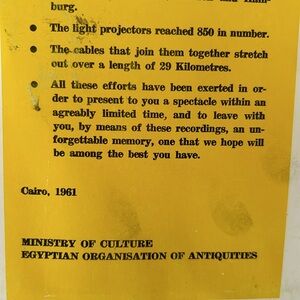 burg.
● The light projectors reached 850 in number.
● The cables that join them together stretch
out over a length of 29 Kilometres.
● All these efforts have been exerted in or-
der to present to you a spectacle within an
agreably limited time, and to leave with
you, by means of these recordings, an un-
forgettable memory, one that we hope will
be among the best you have.
Cairo, 1961
MINISTRY OF CULTURE
EGYPTIAN ORGANISATION OF ANTIQUITIES